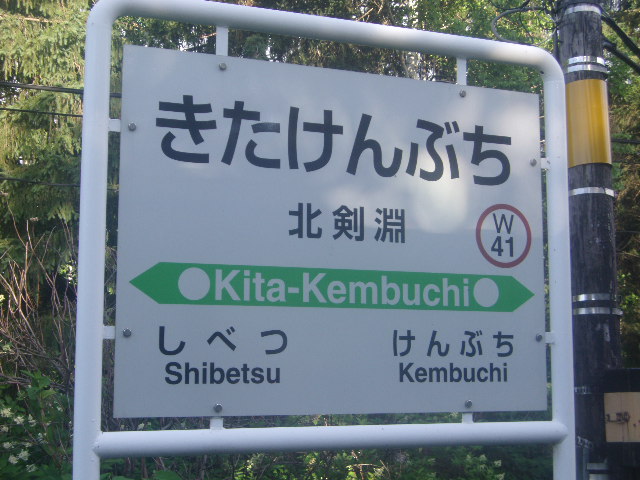 きたけんぶち
北剣淵
W
41
Kita-Kembuchi
しべつ けんぶち
Shibetsu Kembuchi